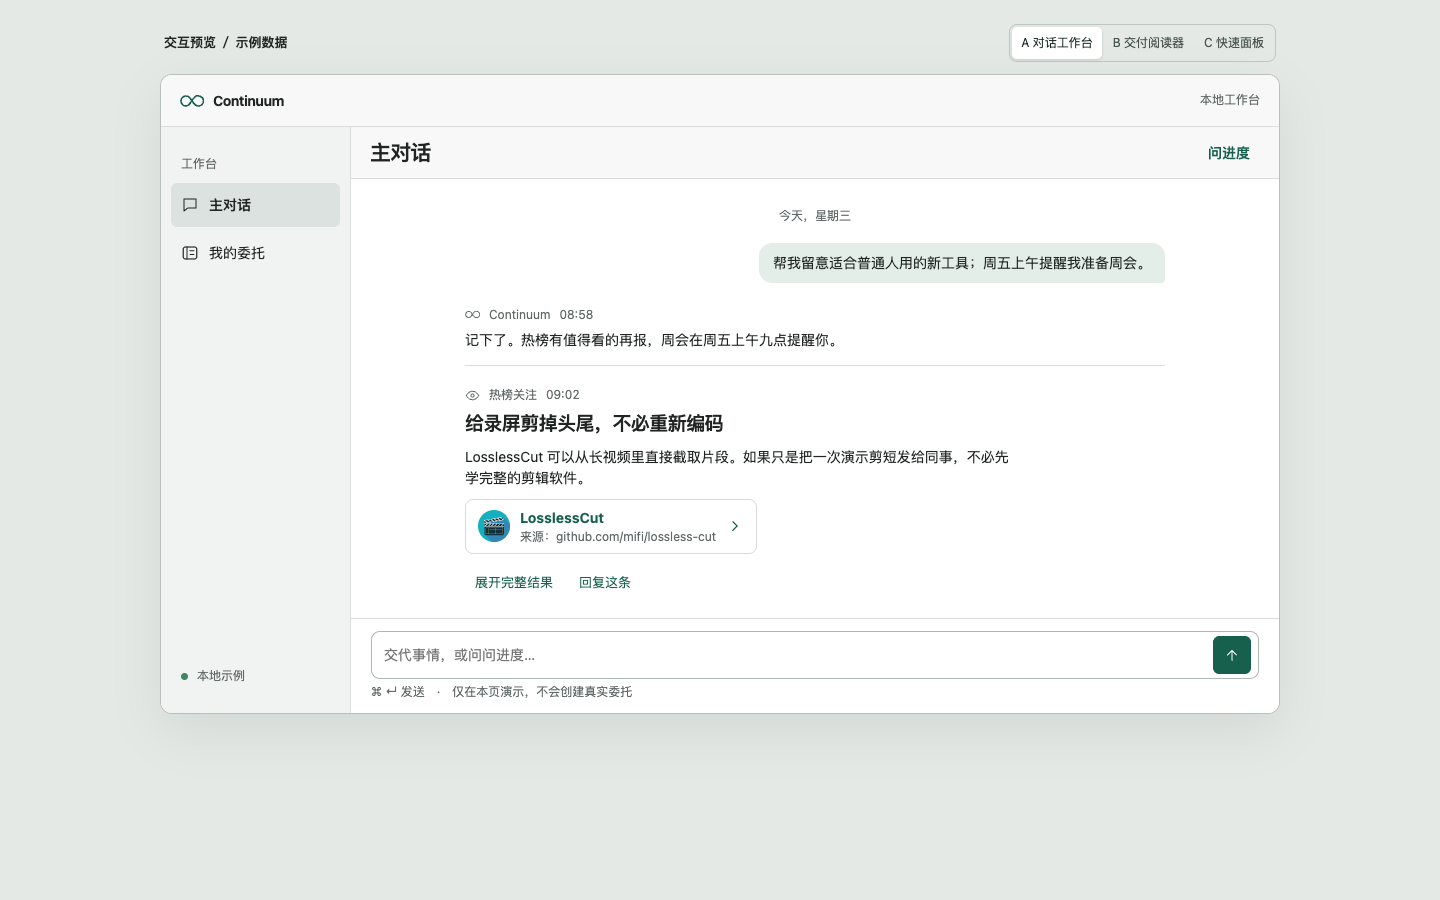 交互预览 / 示例数据
A 对话工作台 B 交付阅读器 C 快速面板
Continuum
本地工作台
工作台
主对话
我的委托
本地示例
主对话
问进度
今天，星期三
帮我留意适合普通人用的新工具；周五上午提醒我准备周会。
Continuum 08:58
记下了。热榜有值得看的再报，周会在周五上午九点提醒你。
热榜关注 09:02
给录屏剪掉头尾，不必重新编码
LosslessCut 可以从长视频里直接截取片段。如果只是把一次演示剪短发给同事，不必先
学完整的剪辑软件。
LosslessCut
来源：github.com/mifi/lossless-cut
展开完整结果 回复这条
交代事情，或问问进度...
⌘ ↵ 发送 · 仅在本页演示，不会创建真实委托